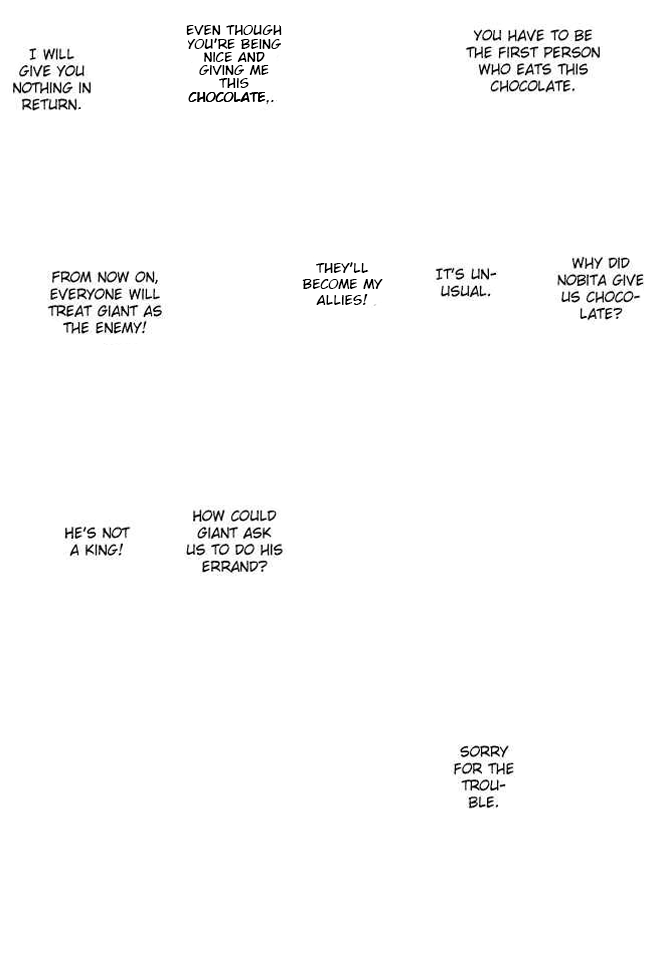 YOU HAVE TO BE
THE FIRST PERSON
WHO EATS THIS
CHOCOLATE.
EVEN THOUGH
YOU'RE BEING
NICE AND
GIVING ME
THIS
CHOCOLATE,.
I WILL
GIVE YOU
NOTHING IN
RETURN.
WHY DID
NOBITA GIVE
US CHOCO-
LATE?
IT'S UN-
USUAL.
THEY'LL
BECOME MY
ALLIES!
FROM NOW ON,
EVERYONE WILL
TREAT GIANT AS
THE ENEMY!
HOW COULD
GIANT ASK
US TO DO HIS
ERRAND?
HE'S NOT
A KING!
SORRY
FOR THE
TROU-
BLE.